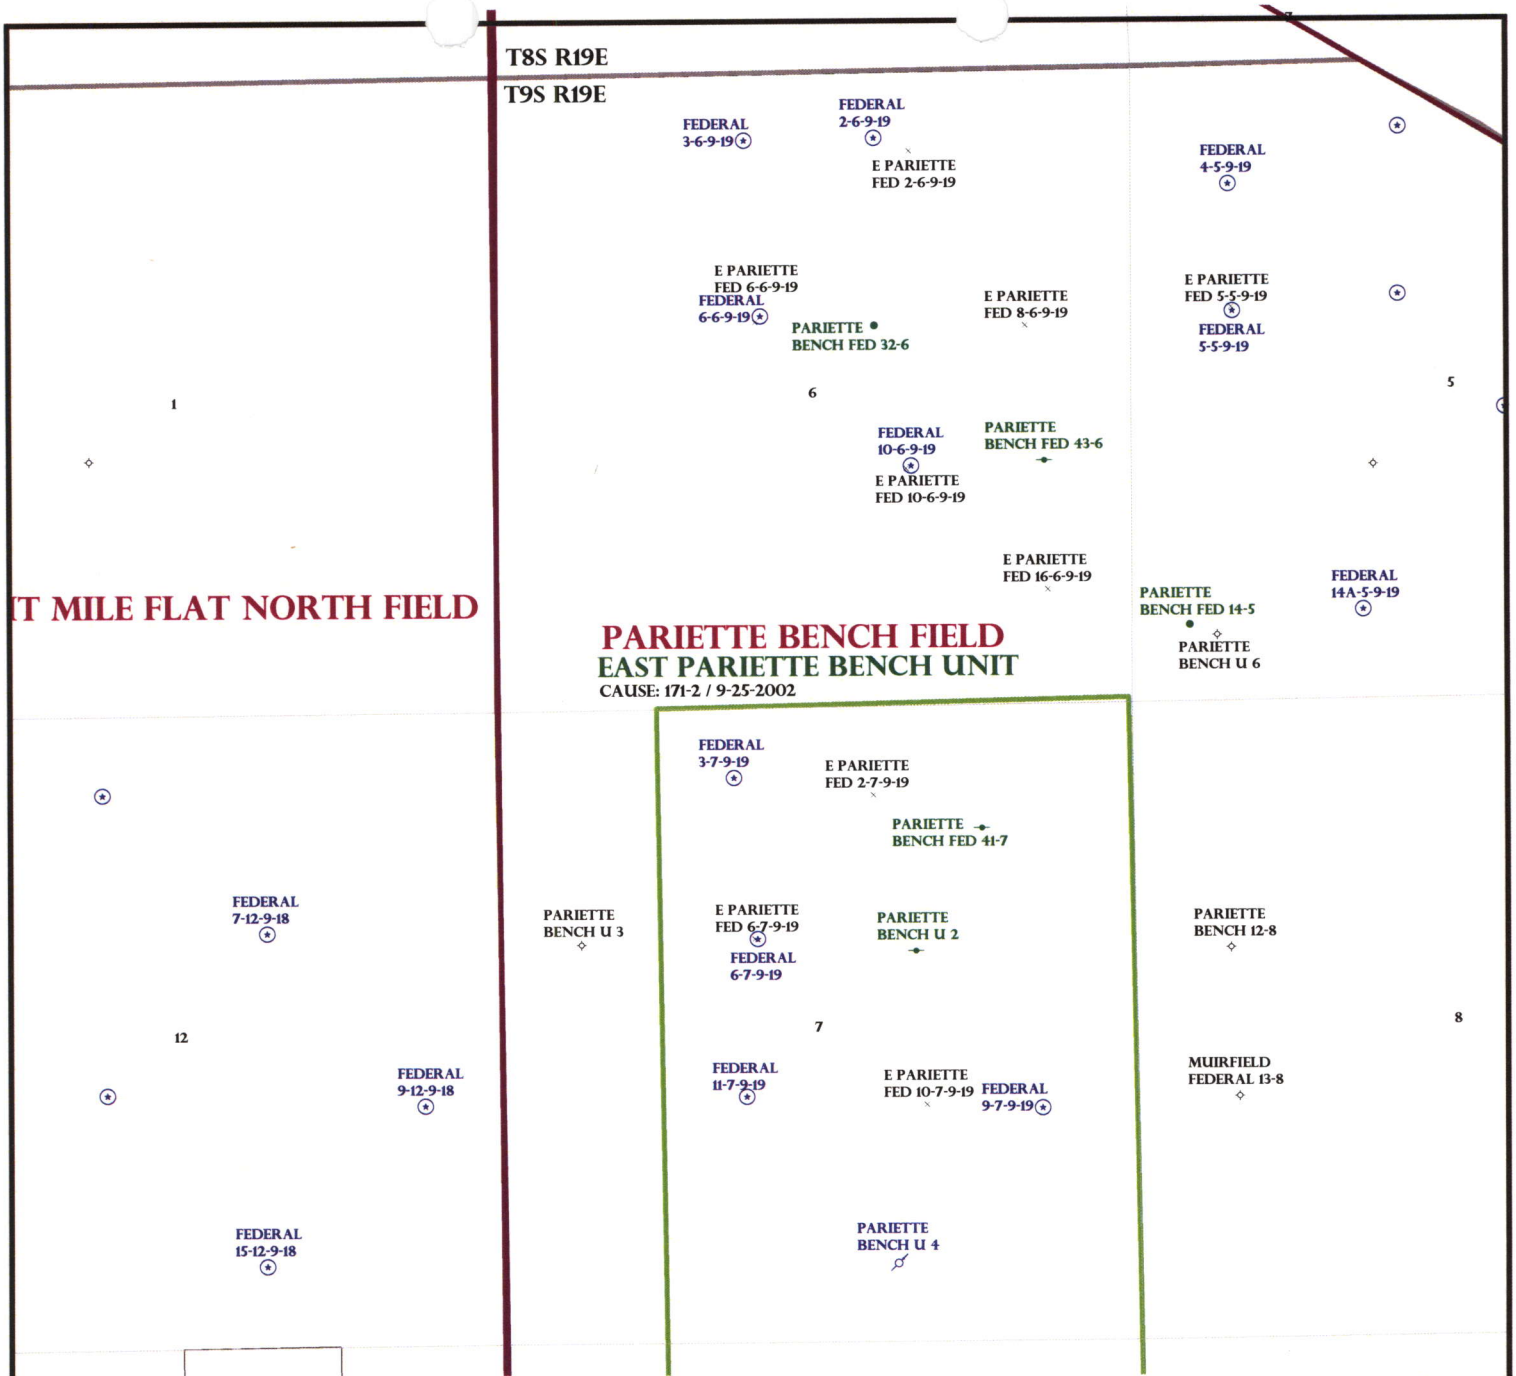 7
T8S R19E
T9S R19E
FEDERAL
3-6-9-19
FEDERAL
2-6-9-19
E PARIETTE
FED 2-6-9-19
FEDERAL
4-5-9-19
E PARIETTE
FED 6-6-9-19
FEDERAL
6-6-9-19
PARIETTE
BENCH FED 32-6
E PARIETTE
FED 8-6-9-19
E PARIETTE
FED 5-5-9-19
FEDERAL
5-5-9-19
1
6
5
FEDERAL
10-6-9-19
E PARIETTE
FED 10-6-9-19
PARIETTE
BENCH FED 43-6
E PARIETTE
FED 16-6-9-19
PARIETTE
BENCH FED 14-5
PARIETTE
BENCH U 6
FEDERAL
14A-5-9-19
IT MILE FLAT NORTH FIELD
PARIETTE BENCH FIELD
EAST PARIETTE BENCH UNIT
CAUSE: 171-2 / 9-25-2002
FEDERAL
3-7-9-19
E PARIETTE
FED 2-7-9-19
PARIETTE
BENCH FED 41-7
FEDERAL
7-12-9-18
PARIETTE
BENCH U 3
E PARIETTE
FED 6-7-9-19
FEDERAL
6-7-9-19
PARIETTE
BENCH U 2
PARIETTE
BENCH 12-8
12
7
8
FEDERAL
9-12-9-18
FEDERAL
11-7-9-19
E PARIETTE
FED 10-7-9-19
FEDERAL
9-7-9-19
MUIRFIELD
FEDERAL 13-8
FEDERAL
15-12-9-18
PARIETTE
BENCH U 4